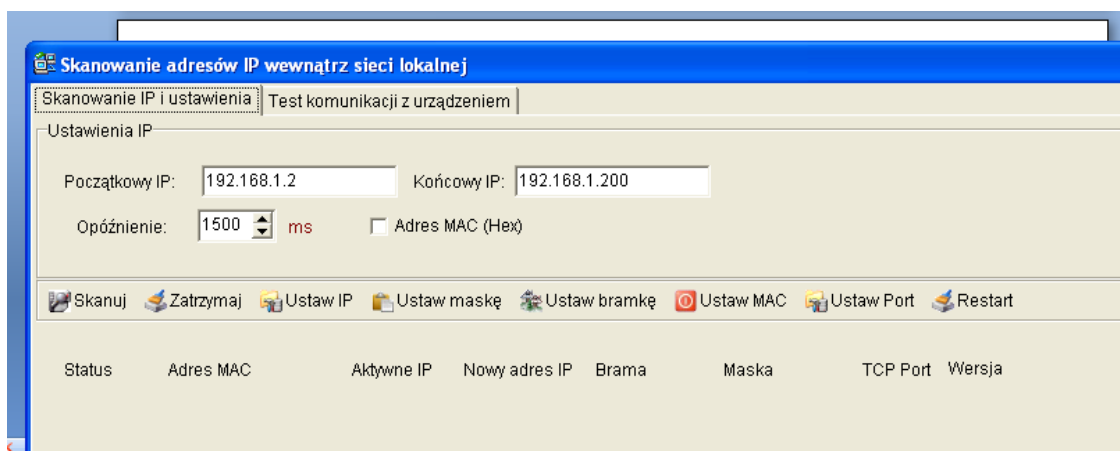 Skanowanie adresów IP wewnątrz sieci lokalnej
Skanowanie IP i ustawienia Test komunikacji z urządzeniem
Ustawienia IP
Początkowy IP: 192.168.1.2 Końcowy IP: 192.168.1.200
Opóźnienie: 1500 ms Adres MAC (Hex)
Skanuj Zatrzymaj Ustaw IP Ustaw maskę Ustaw bramkę Ustaw MAC Ustaw Port Restart
Status Adres MAC Aktywne IP Nowy adres IP Brama Maska TCP Port Wersja